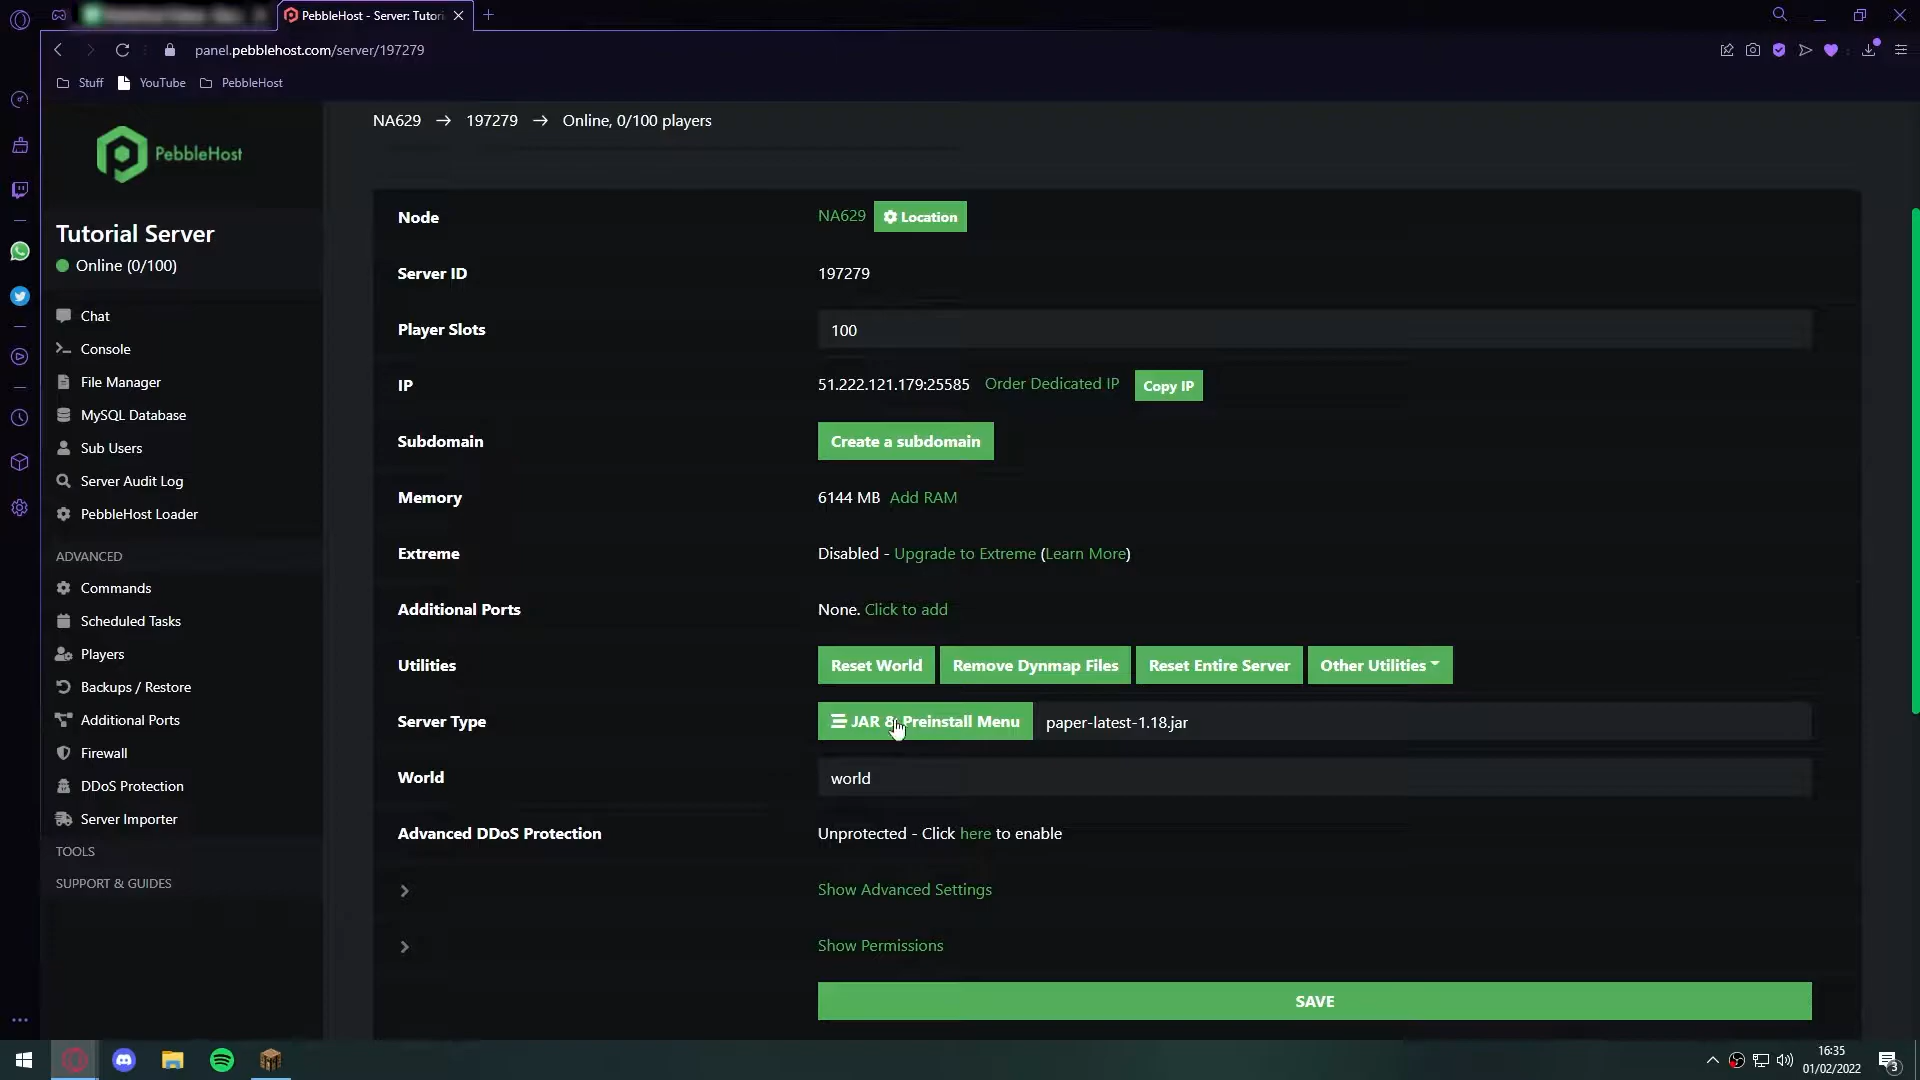 PebbleHost - Server: Tutori
panel.pebblehost.com/server/197279
Stuff
YouTube
PebbleHost
PebbleHost
Tutorial Server
Online (0/100)
Chat
Console
File Manager
MySQL Database
Sub Users
Server Audit Log
PebbleHost Loader
ADVANCED
Commands
Scheduled Tasks
Players
Backups / Restore
Additional Ports
Firewall
DDoS Protection
Server Importer
TOOLS
SUPPORT & GUIDES
NA629 → 197279 → Online, 0/100 players
Node NA629 Location
Server ID 197279
Player Slots 100
IP 51.222.121.179:25585 Order Dedicated IP Copy IP
Subdomain Create a subdomain
Memory 6144 MB Add RAM
Extreme Disabled - Upgrade to Extreme (Learn More)
Additional Ports None. Click to add
Utilities Reset World Remove Dynmap Files Reset Entire Server Other Utilities
Server Type JAR & Preinstall Menu paper-latest-1.18.jar
World world
Advanced DDoS Protection Unprotected - Click here to enable
Show Advanced Settings
Show Permissions
SAVE
16:35
01/02/2022
3